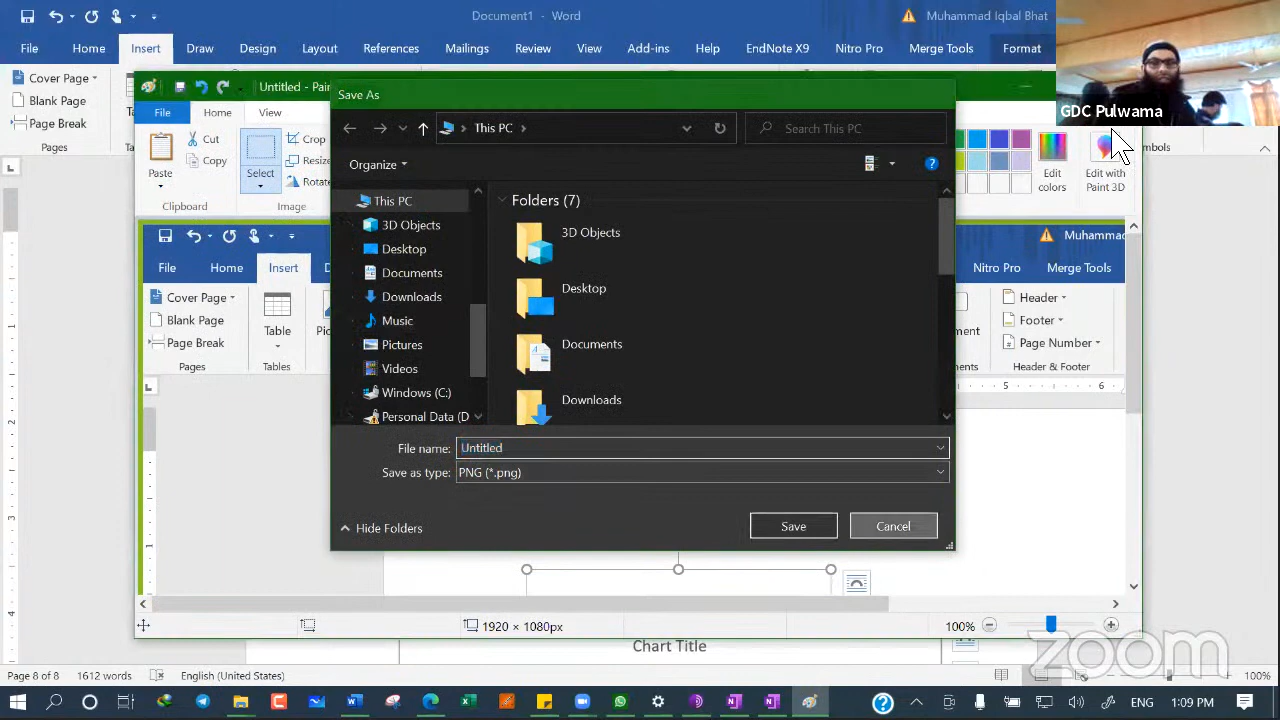 Document1 - Word
Muhammad Iqbal Bhat
File Home Insert Draw Design Layout References Mailings Review View Add-ins Help EndNote X9 Nitro Pro Merge Tools Format
GDC Pulwama
Cover Page
Blank Page
Page Break
Pages
Untitled - Pain
File Home View
Paste
Cut
Copy
Clipboard
Select
Crop
Resize
Rotate
Image
Edit colors
Edit with Paint 3D
Save As
This PC
Search This PC
Organize
This PC
3D Objects
Desktop
Documents
Downloads
Music
Pictures
Videos
Windows (C:)
Personal Data (D
Folders (7)
3D Objects
Desktop
Documents
Downloads
File name: Untitled
Save as type: PNG (*.png)
Hide Folders
Save
Cancel
Muhammad
File Home Insert
Nitro Pro Merge Tools
Cover Page
Blank Page
Page Break
Pages
Table
Tables
Header
Footer
Page Number
Header & Footer
5 6
1920 × 1080px
100%
Chart Title
zoom
Page 8 of 8 1612 words English (United States)
100%
ENG 1:09 PM